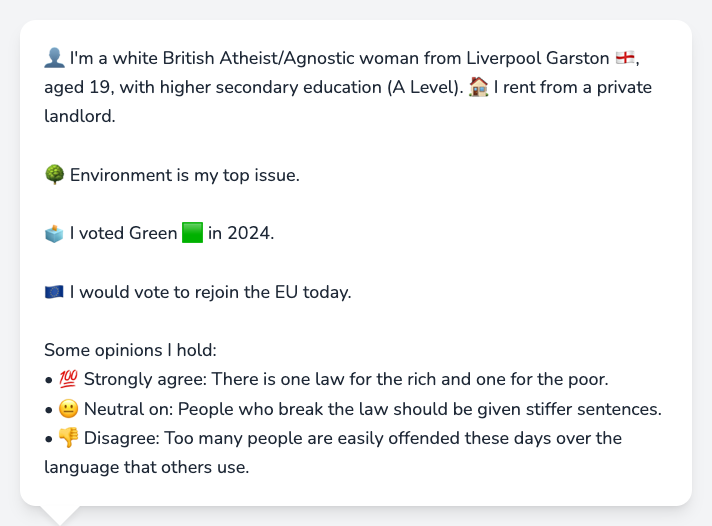 👤 I'm a white British Atheist/Agnostic woman from Liverpool Garston 🏴󠁧󠁢󠁥󠁮󠁧󠁿,
aged 19, with higher secondary education (A Level). 🏠 I rent from a private
landlord.
🌳 Environment is my top issue.
🗳️ I voted Green 🟩 in 2024.
🇪🇺 I would vote to rejoin the EU today.
Some opinions I hold:
• 💯 Strongly agree: There is one law for the rich and one for the poor.
• 😐 Neutral on: People who break the law should be given stiffer sentences.
• 👎 Disagree: Too many people are easily offended these days over the
language that others use.